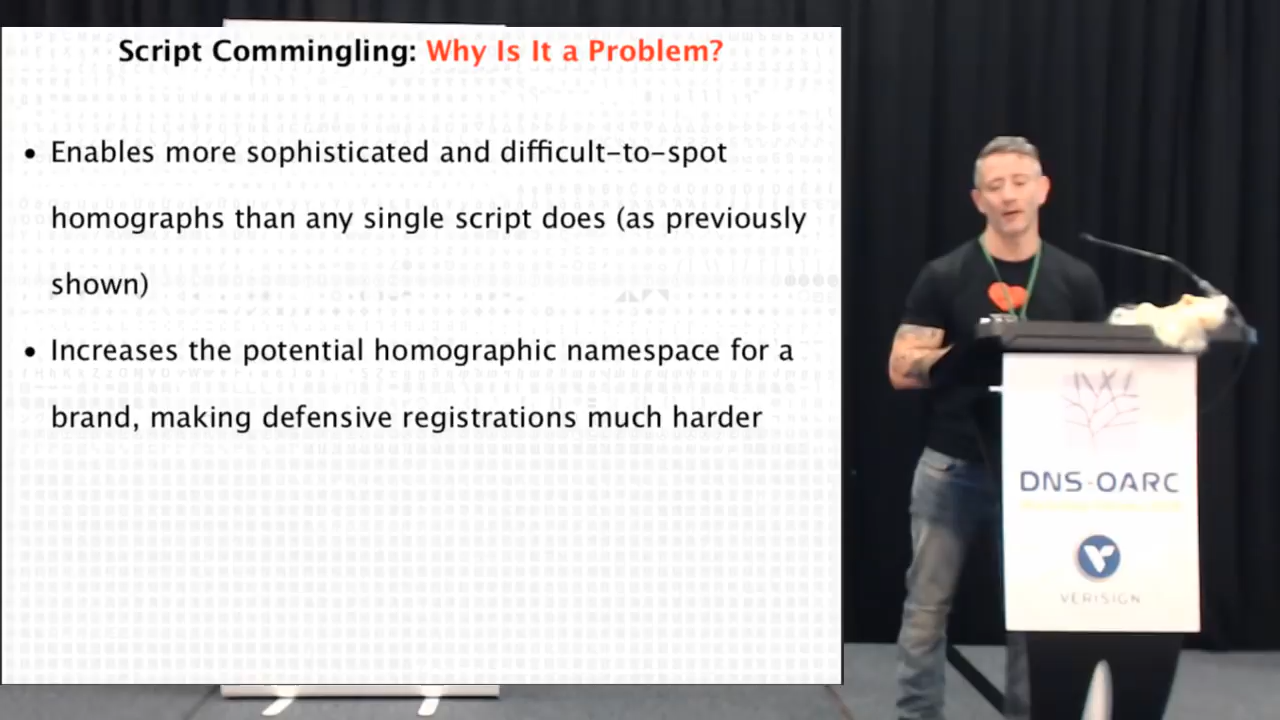 Script Commingling: Why Is It a Problem?
• Enables more sophisticated and difficult-to-spot
homographs than any single script does (as previously
shown)
• Increases the potential homographic namespace for a
brand, making defensive registrations much harder
DNS-OARC
VERISIGN